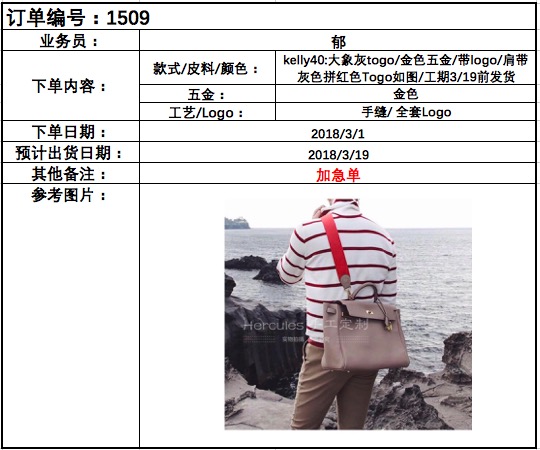 订单编号：1509
业务员： 郁
下单内容： 款式/皮料/颜色： kelly40:大象灰togo/金色五金/带logo/肩带
灰色拼红色Togo如图/工期3/19前发货
五金： 金色
工艺/Logo： 手缝/ 全套Logo
下单日期： 2018/3/1
预计出货日期： 2018/3/19
其他备注： 加急单
参考图片：
Hercules 手工定制
实物拍摄